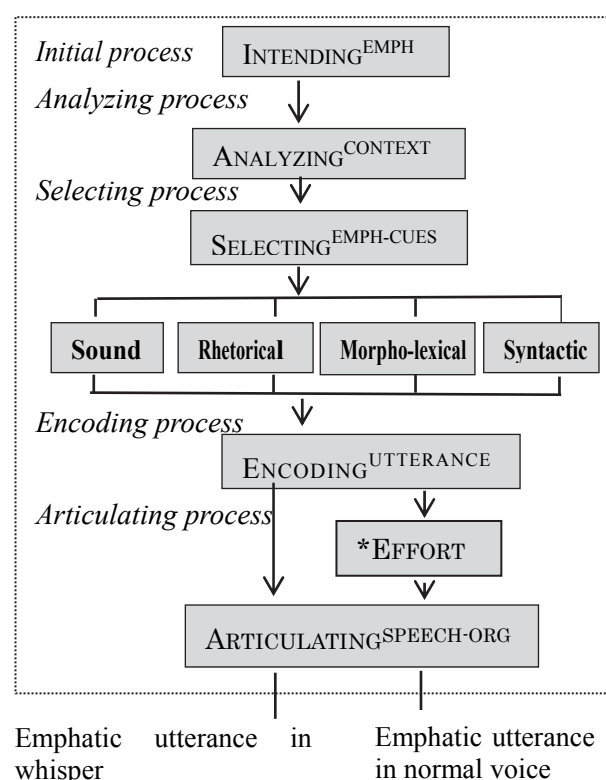 Initial process
INTENDING^EMPH
Analyzing process
ANALYZING^CONTEXT
Selecting process
SELECTING^EMPH-CUES
Sound Rhetorical Morpho-lexical Syntactic
Encoding process
ENCODING^UTTERANCE
Articulating process
*EFFORT
ARTICULATING^SPEECH-ORG
Emphatic utterance in
whisper
Emphatic utterance
in normal voice